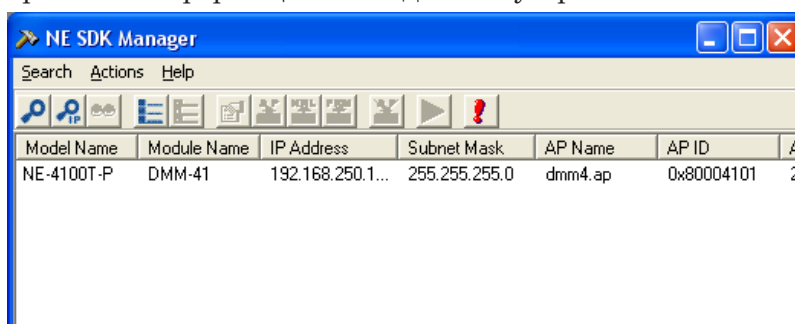 NE SDK Manager
Search Actions Help
IP
Model Name Module Name IP Address Subnet Mask AP Name AP ID
NE-4100T-P DMM-41 192.168.250.1... 255.255.255.0 dmm4.ap 0x80004101